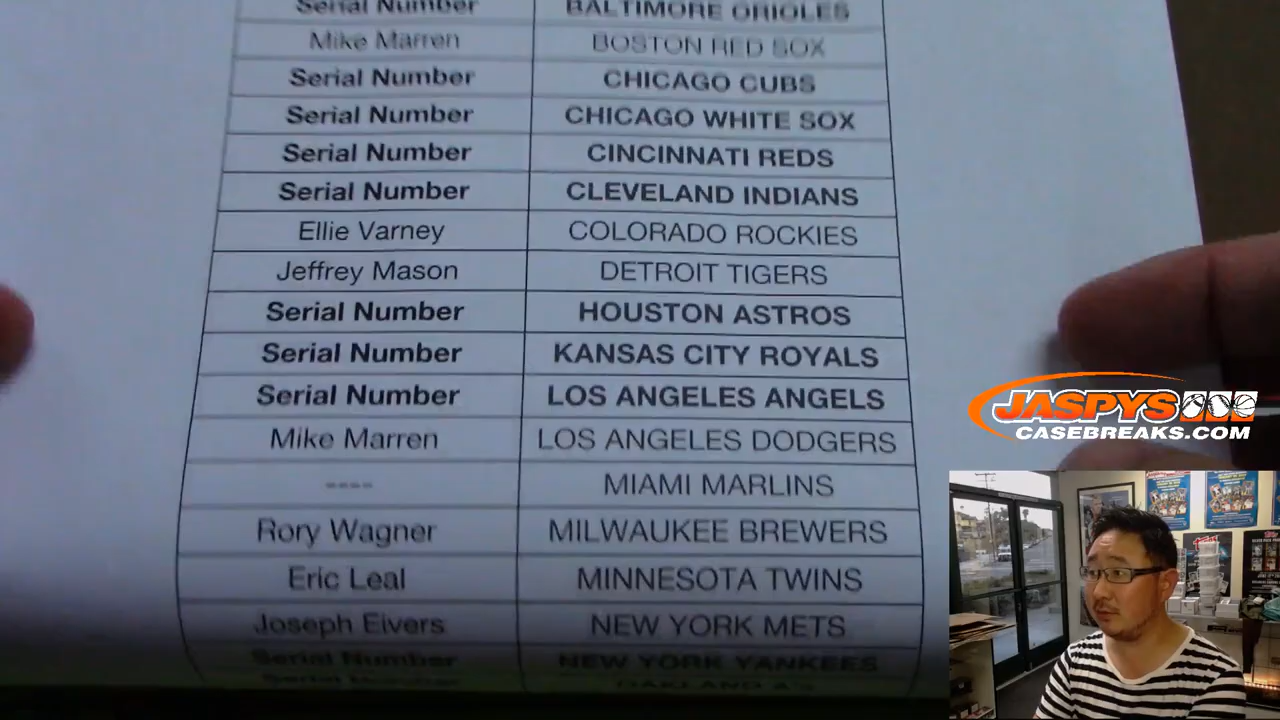 Serial Number BALTIMORE ORIOLES
Mike Marren BOSTON RED SOX
Serial Number CHICAGO CUBS
Serial Number CHICAGO WHITE SOX
Serial Number CINCINNATI REDS
Serial Number CLEVELAND INDIANS
Ellie Varney COLORADO ROCKIES
Jeffrey Mason DETROIT TIGERS
Serial Number HOUSTON ASTROS
Serial Number KANSAS CITY ROYALS
Serial Number LOS ANGELES ANGELS
Mike Marren LOS ANGELES DODGERS
---- MIAMI MARLINS
Rory Wagner MILWAUKEE BREWERS
Eric Leal MINNESOTA TWINS
Joseph Eivers NEW YORK METS
Serial Number NEW YORK YANKEES
Serial Number OAKLAND A's
JASPYS
CASEBREAKS.COM